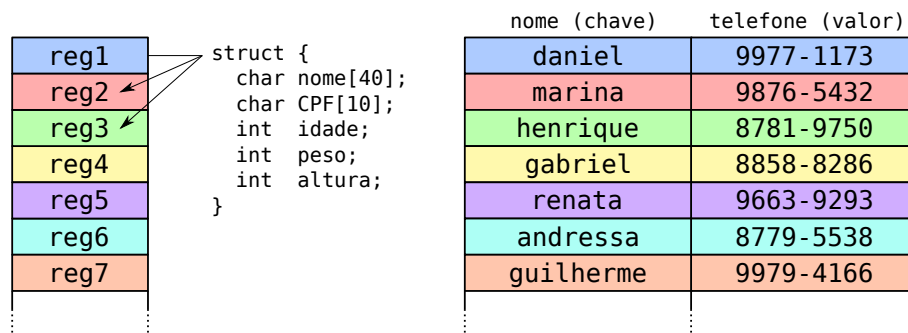 reg1
reg2
reg3
reg4
reg5
reg6
reg7
struct {
  char nome[40];
  char CPF[10];
  int  idade;
  int  peso;
  int  altura;
}
nome (chave) telefone (valor)
daniel 9977-1173
marina 9876-5432
henrique 8781-9750
gabriel 8858-8286
renata 9663-9293
andressa 8779-5538
guilherme 9979-4166